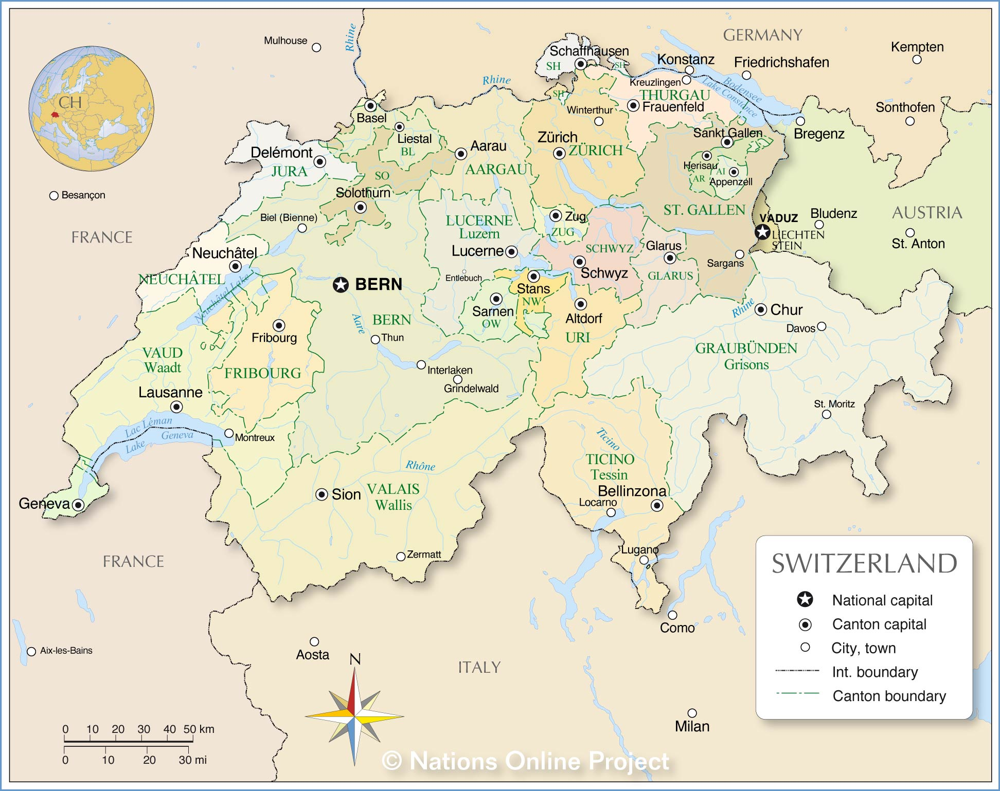 Mulhouse
Rhine
GERMANY
Kempten
Schaffhausen
SH
SH
Konstanz
Friedrichshafen
Kreuzlingen
Bodensee
Lake Constance
Rhine
SH
THURGAU
Frauenfeld
Winterthur
Sonthofen
CH
Basel
Liestal
BL
Bregenz
Sankt Gallen
Zürich
ZÜRICH
Aarau
AARGAU
Delémont
JURA
Herisau
AI
AR
Appenzell
SO
Solothurn
Besançon
Biel (Bienne)
LUCERNE
Luzern
Zug
ZUG
ST. GALLEN
VADUZ
LIECHTEN
STEIN
Bludenz
AUSTRIA
St. Anton
FRANCE
Neuchâtel
NEUCHÂTEL
Neuchâtel Lake
Lucerne
Entlebuch
SCHWYZ
Schwyz
Glarus
GLARUS
Sargans
BERN
Stans
NW
Sarnen
OW
Altdorf
URI
Rhine
Chur
Davos
Aare
BERN
Thun
Fribourg
FRIBOURG
VAUD
Waadt
GRAUBÜNDEN
Grisons
Interlaken
Grindelwald
Lausanne
St. Moritz
Lac Léman
Lake Geneva
Montreux
Ticino
TICINO
Tessin
Rhône
Sion
VALAIS
Wallis
Bellinzona
Locarno
Geneva
Zermatt
Lugano
FRANCE
Como
Aix-les-Bains
Aosta
ITALY
Milan
SWITZERLAND
National capital
Canton capital
City, town
Int. boundary
Canton boundary
N
0 10 20 30 40 50 km
0 10 20 30 mi
© Nations Online Project